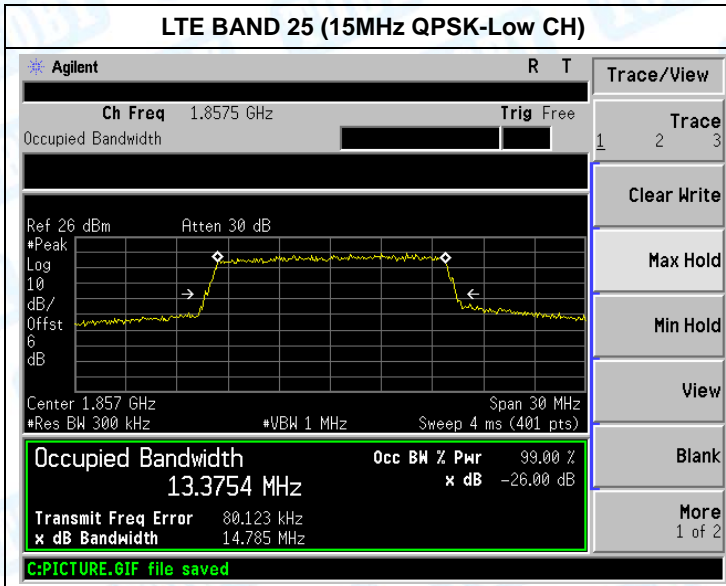 LTE BAND 25 (15MHz QPSK-Low CH)
Agilent R T
Ch Freq 1.8575 GHz Trig Free
Occupied Bandwidth
Ref 26 dBm Atten 30 dB
#Peak
Log
10
dB/
Offst
6
dB
Center 1.857 GHz Span 30 MHz
#Res BW 300 kHz #VBW 1 MHz Sweep 4 ms (401 pts)
Occupied Bandwidth Occ BW % Pwr 99.00 %
13.3754 MHz x dB -26.00 dB
Transmit Freq Error 80.123 kHz
x dB Bandwidth 14.785 MHz
C:PICTURE.GIF file saved
Trace/View
Trace
1 2 3
Clear Write
Max Hold
Min Hold
View
Blank
More
1 of 2